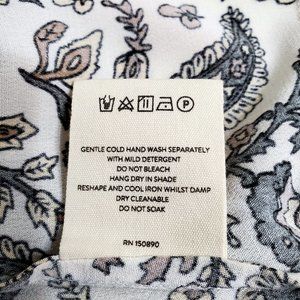 P
GENTLE COLD HAND WASH SEPARATELY
WITH MILD DETERGENT
DO NOT BLEACH
HANG DRY IN SHADE
RESHAPE AND COOL IRON WHILST DAMP
DRY CLEANABLE
DO NOT SOAK
RN 150890